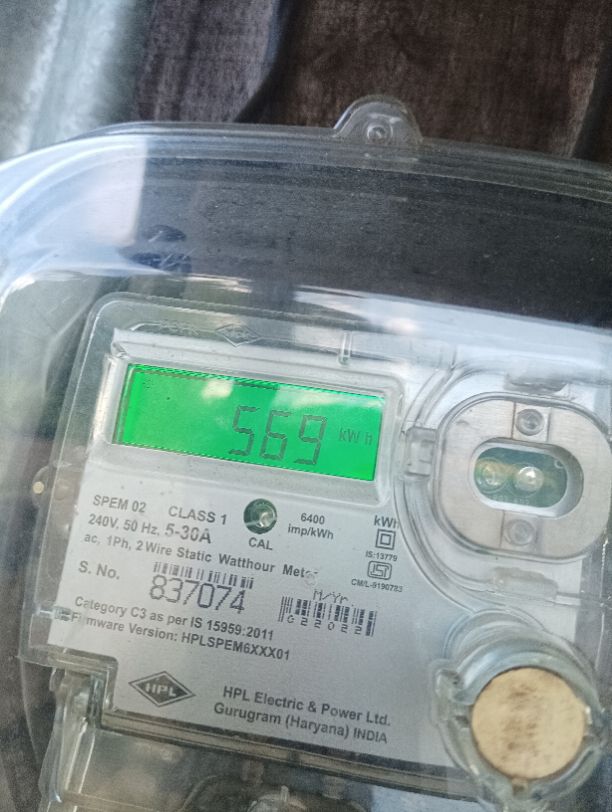 569 kWh
SPEM 02 CLASS 1
6400 imp/kWh
kWh
240V, 50 Hz, 5-30A
CAL
IS:13779
ac, 1Ph, 2 Wire Static Watthour Meter
ISI
CM/L-9190783
S. No. 837074
M/Yr.
022022
Category C3 as per IS 15959:2011
Firmware Version: HPLSPEM6XXX01
HPL
HPL Electric & Power Ltd.
Gurugram (Haryana) INDIA